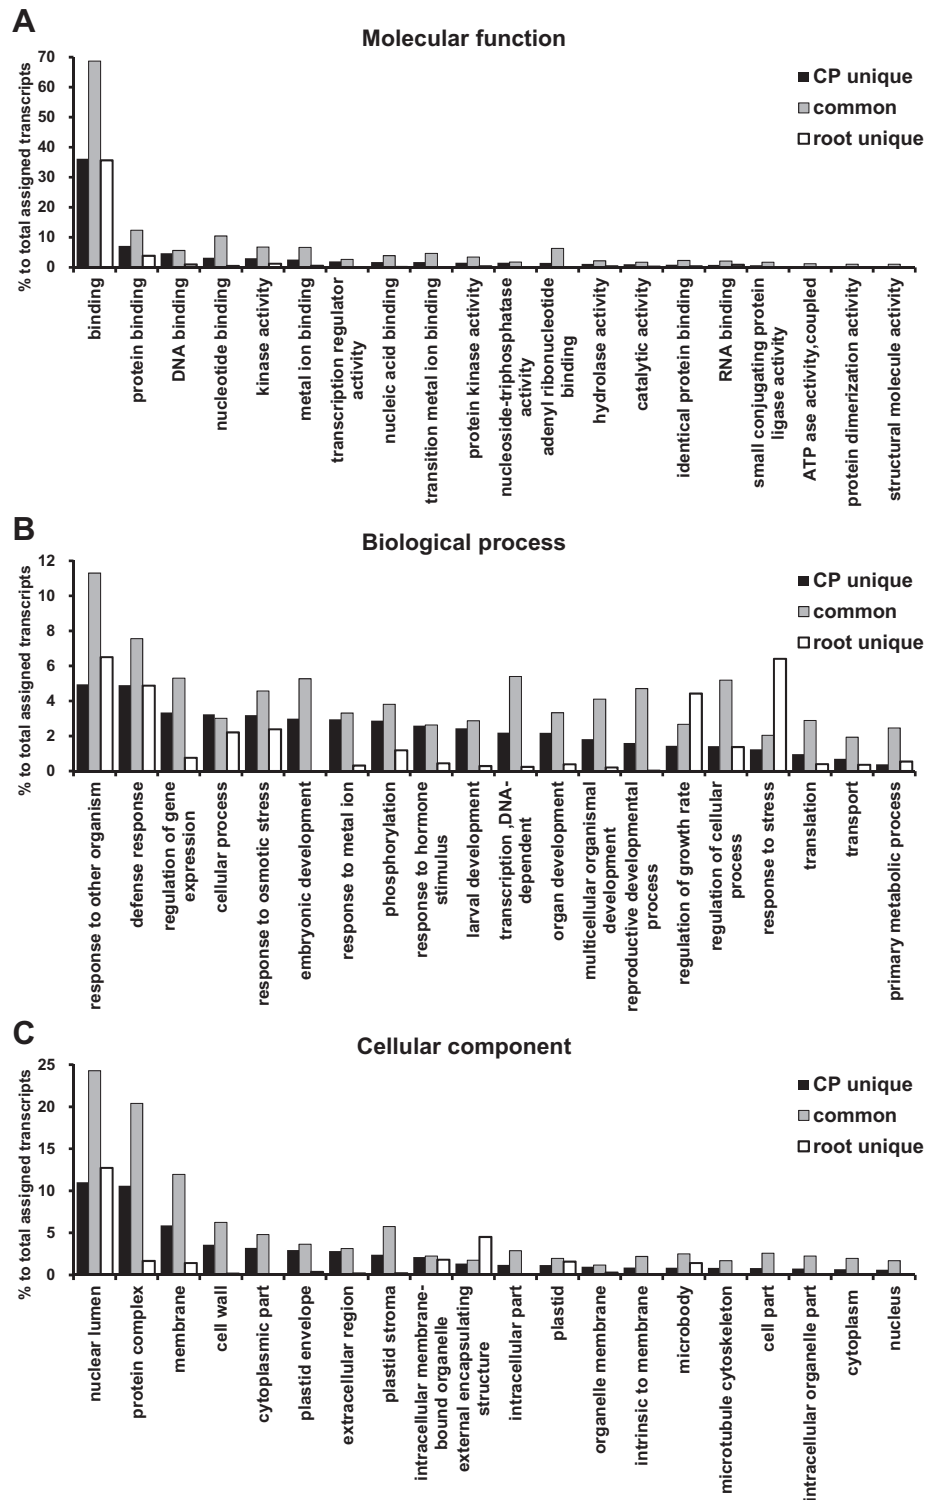 A
Molecular function
% to total assigned transcripts
70
60
50
40
30
20
10
0
CP unique
common
root unique
binding
protein binding
DNA binding
nucleotide binding
kinase activity
metal ion binding
transcription regulator
activity
nucleic acid binding
transition metal ion binding
protein kinase activity
nucleoside-triphosphatase
activity
adenyl ribonucleotide
binding
hydrolase activity
catalytic activity
identical protein binding
RNA binding
small conjugating protein
ligase activity
ATP ase activity,coupled
protein dimerization activity
structural molecule activity
B
Biological process
% to total assigned transcripts
12
10
8
6
4
2
0
CP unique
common
root unique
response to other organism
defense response
regulation of gene
expression
cellular process
response to osmotic stress
embryonic development
response to metal ion
phosphorylation
response to hormone
stimulus
larval development
transcription ,DNA-
dependent
organ development
multicellular organismal
development
reproductive developmental
process
regulation of growth rate
regulation of cellular
process
response to stress
translation
transport
primary metabolic process
C
Cellular component
% to total assigned transcripts
25
20
15
10
5
0
CP unique
common
root unique
nuclear lumen
protein complex
membrane
cell wall
cytoplasmic part
plastid envelope
extracellular region
plastid stroma
intracellular membrane-
bound organelle
external encapsulating
structure
intracellular part
plastid
organelle membrane
intrinsic to membrane
microbody
microtubule cytoskeleton
cell part
intracellular organelle part
cytoplasm
nucleus